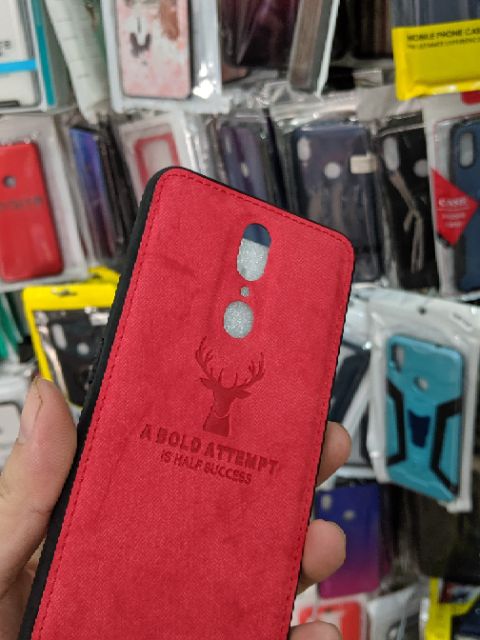 MOBILE PHONE CASE
A BOLD ATTEMPT
IS HALF SUCCESS